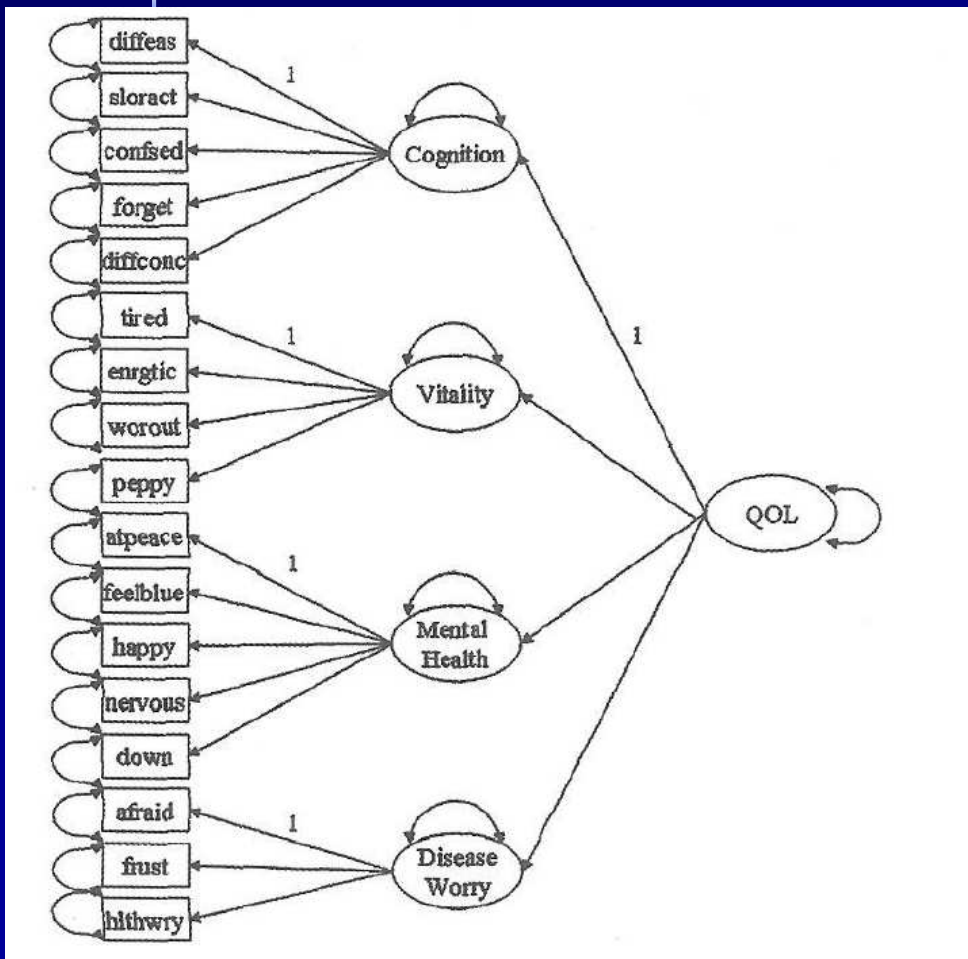 diffeas
1
sloract
confsed
Cognition
forget
diffconc
tired
1
1
enrgtic
Vitality
worout
peppy
QOL
atpeace
1
feelblue
happy
Mental
Health
nervous
down
afraid
1
frust
Disease
Worry
hlthwry